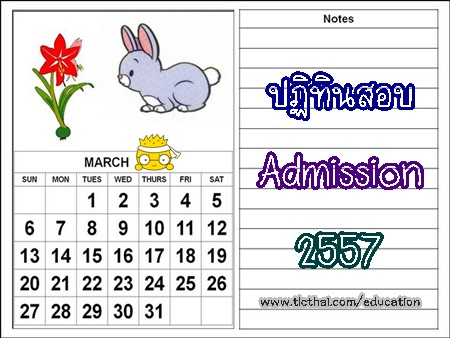 MARCH
SUN MON TUES WED THURS FRI SAT
1 2 3 4 5
6 7 8 9 10 11 12
13 14 15 16 17 18 19
20 21 22 23 24 25 26
27 28 29 30 31
Notes
ปฏิทินสอบ
Admission
2557
www.tlcthai.com/education